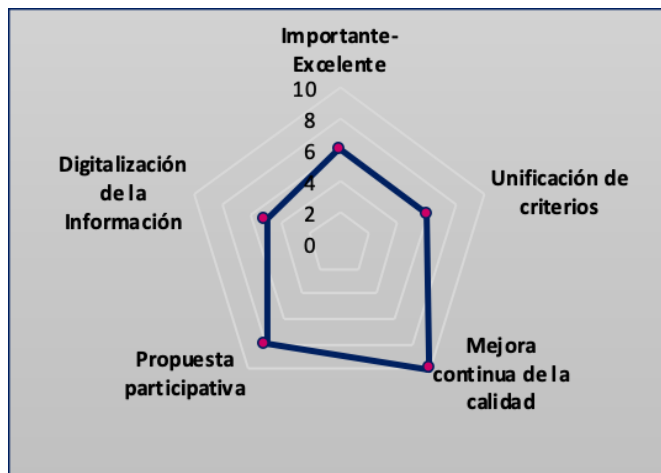 Importante-
Excelente
10
8
6
4
2
0
Digitalización
de la
Información
Unificación de
criterios
Propuesta
participativa
Mejora
continua de la
calidad